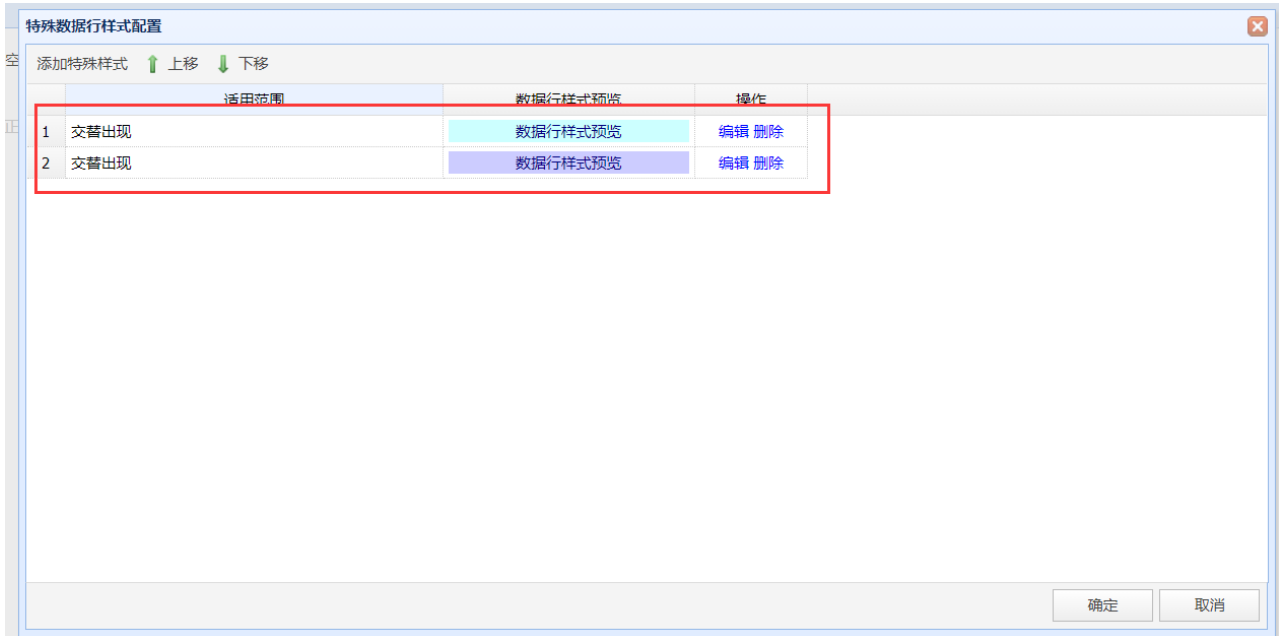 特殊数据行样式配置
空
添加特殊样式 上移 下移
适用范围 数据行样式预览 操作
正
1 交替出现 数据行样式预览 编辑 删除
2 交替出现 数据行样式预览 编辑 删除
确定 取消